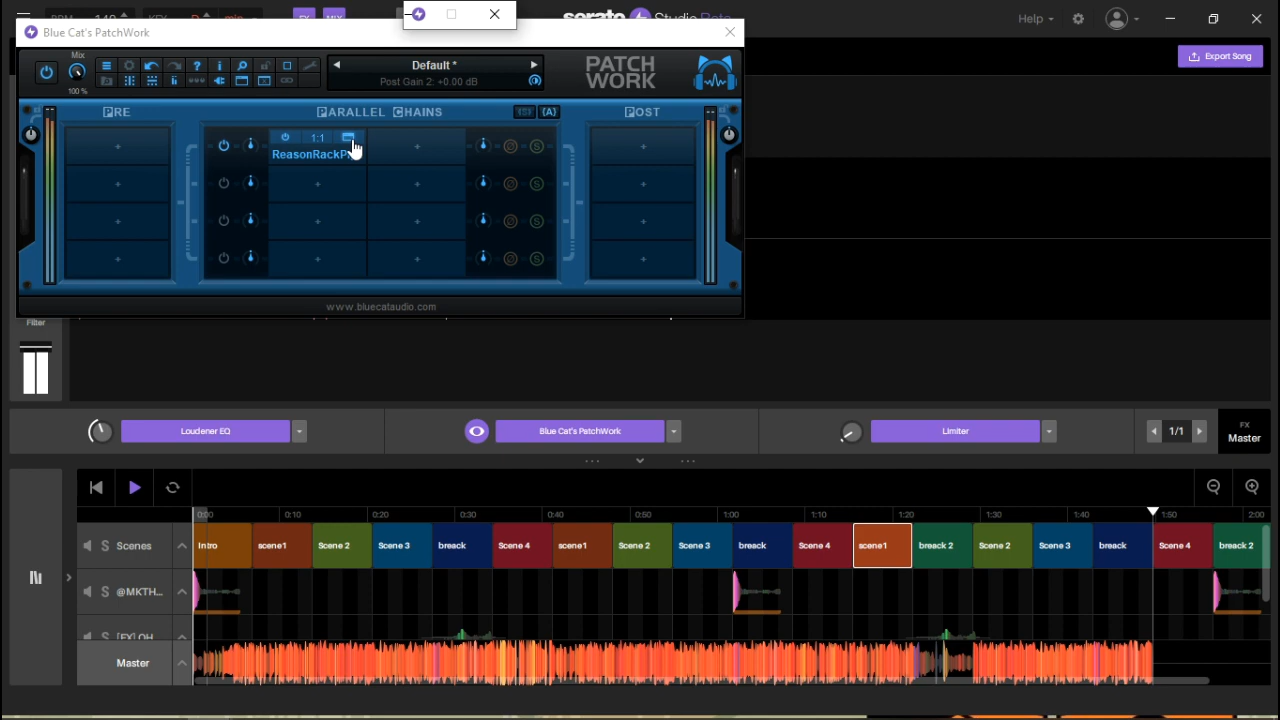 Help
Blue Cat's PatchWork
Export Song
Mix
100 %
Default *
Post Gain 2: +0.00 dB
PATCH
WORK
PRE
PARALLEL CHAINS
(A)
POST
1:1
www.bluecataudio.com
Filter
Loudener EQ
Blue Cat's PatchWork
Limiter
1/1
FX
Master
0:00 0:10 0:20 0:30 0:40 0:50 1:00 1:10 1:20 1:30 1:40 1:50 2:00
S Scenes
Intro scene1 Scene 2 Scene 3 breack Scene 4 scene1 Scene 2 Scene 3 breack Scene 4 scene1 breack 2 Scene 2 Scene 3 breack Scene 4 breack 2
S @MKTH...
Master